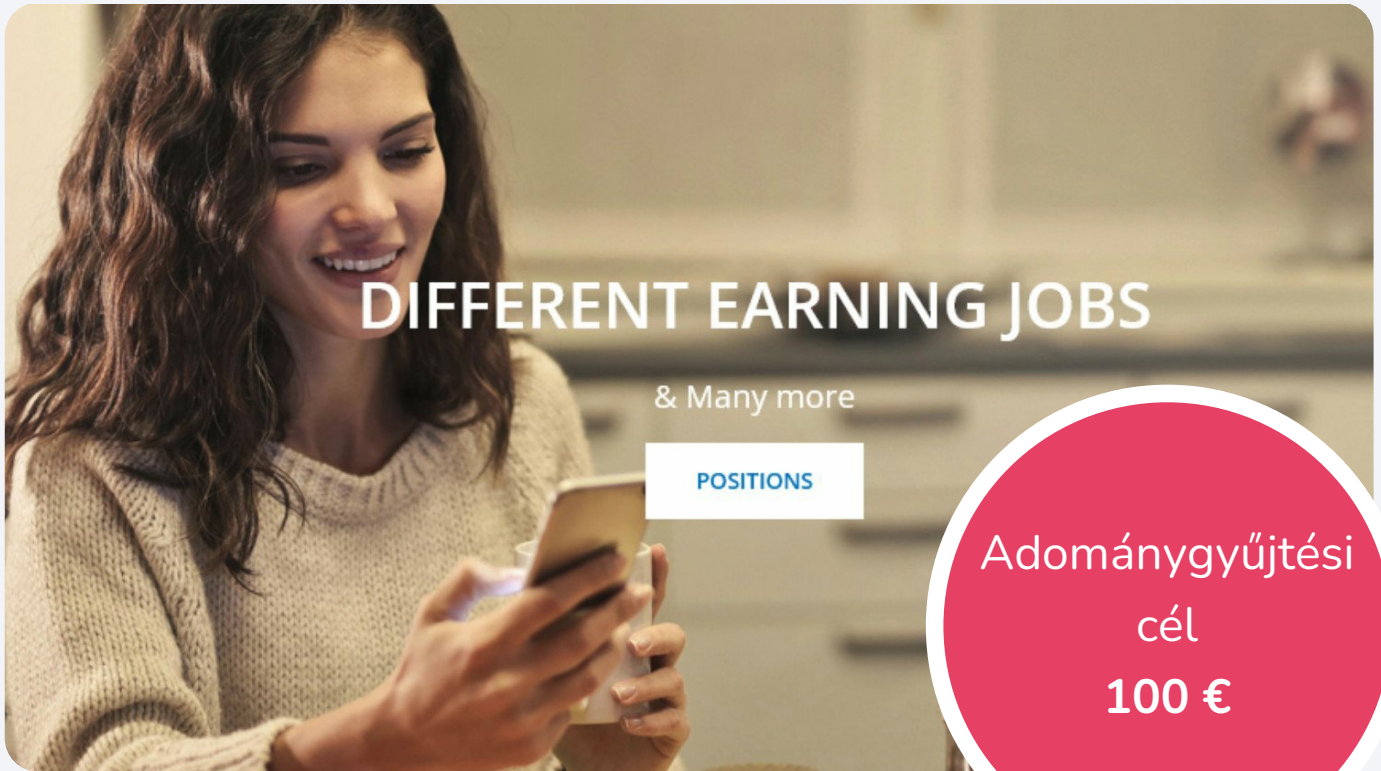 DIFFERENT EARNING JOBS
& Many more
POSITIONS
Adománygyűjtési
cél
100 €